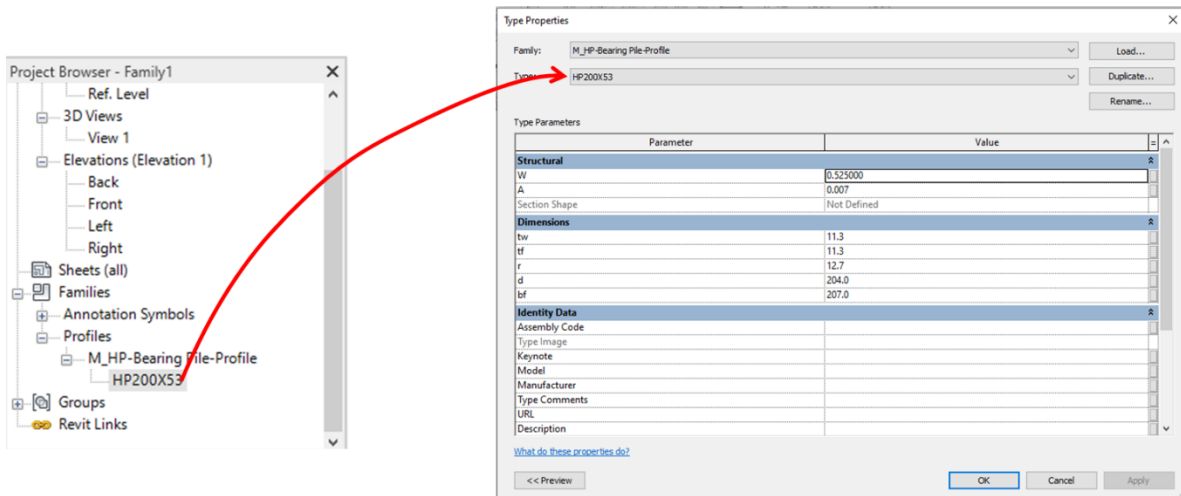 Project Browser - Family1
Ref. Level
3D Views
View 1
Elevations (Elevation 1)
Back
Front
Left
Right
Sheets (all)
Families
Annotation Symbols
Profiles
M_HP-Bearing Pile-Profile
HP200X53
Groups
Revit Links
Type Properties
Family: M_HP-Bearing Pile-Profile Load...
Type: HP200X53 Duplicate...
Rename...
Type Parameters
Parameter Value =
Structural
W 0.525000
A 0.007
Section Shape Not Defined
Dimensions
tw 11.3
tf 11.3
r 12.7
d 204.0
bf 207.0
Identity Data
Assembly Code
Type Image
Keynote
Model
Manufacturer
Type Comments
URL
Description
What do these properties do?
<< Preview OK Cancel Apply